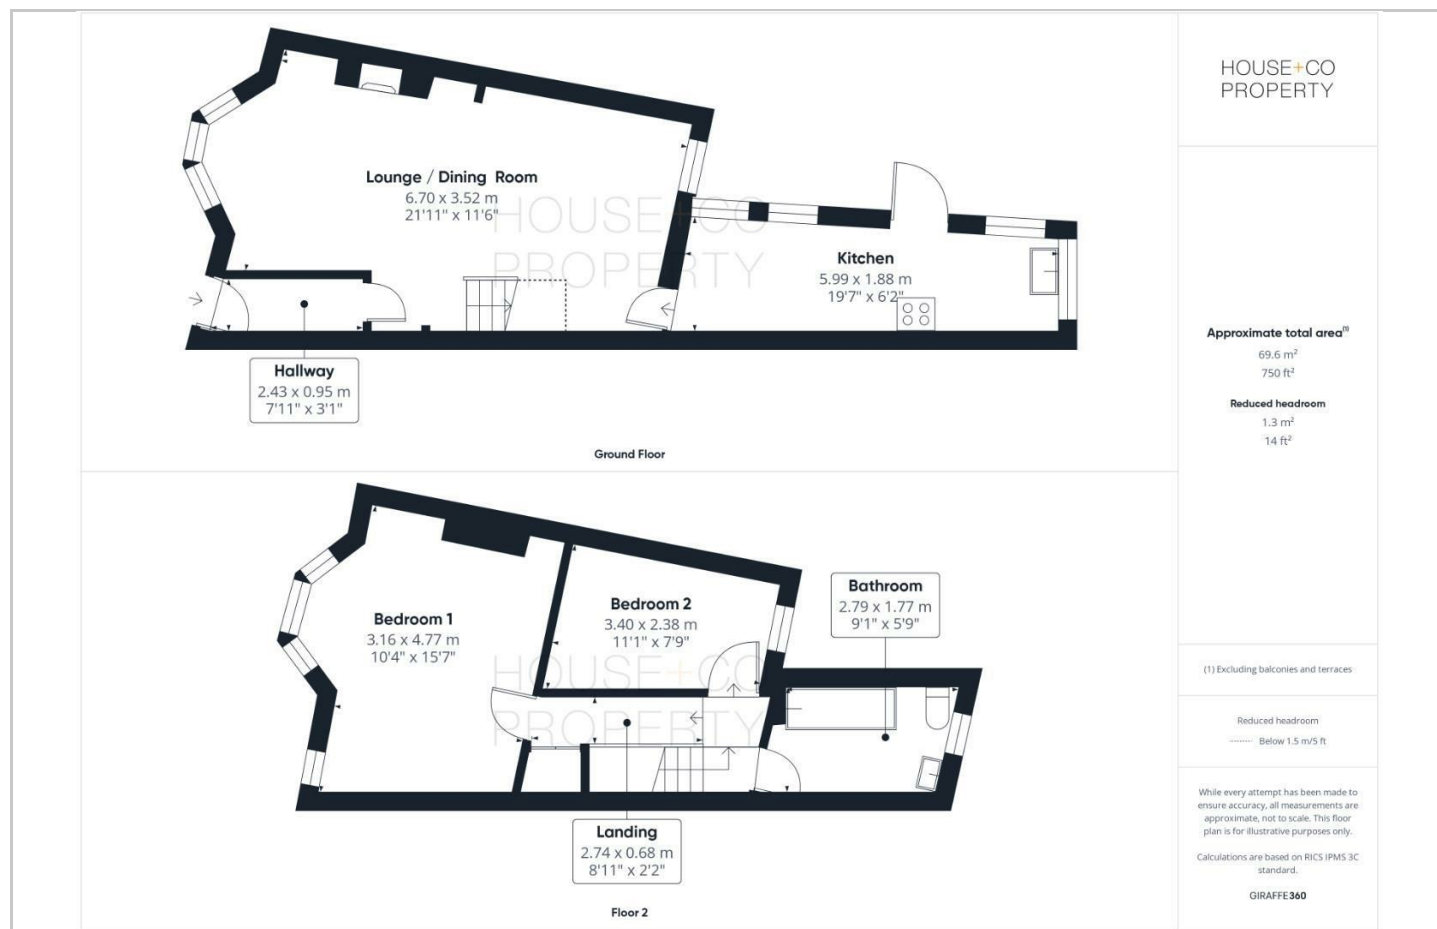 Lounge / Dining Room
6.70 x 3.52 m
21'11" x 11'6"
HOUSE+CO
PROPERTY
Kitchen
5.99 x 1.88 m
19'7" x 6'2"
Hallway
2.43 x 0.95 m
7'11" x 3'1"
Ground Floor
Bedroom 1
3.16 x 4.77 m
10'4" x 15'7"
Bedroom 2
3.40 x 2.38 m
11'1" x 7'9"
Bathroom
2.79 x 1.77 m
9'1" x 5'9"
HOUSE+CO
PROPERTY
Landing
2.74 x 0.68 m
8'11" x 2'2"
Floor 2
HOUSE+CO
PROPERTY
Approximate total area⁽¹⁾
69.6 m²
750 ft²
Reduced headroom
1.3 m²
14 ft²
(1) Excluding balconies and terraces
Reduced headroom
Below 1.5 m/5 ft
While every attempt has been made to
ensure accuracy, all measurements are
approximate, not to scale. This floor
plan is for illustrative purposes only.
Calculations are based on RICS IPMS 3C
standard.
GIRAFFE360